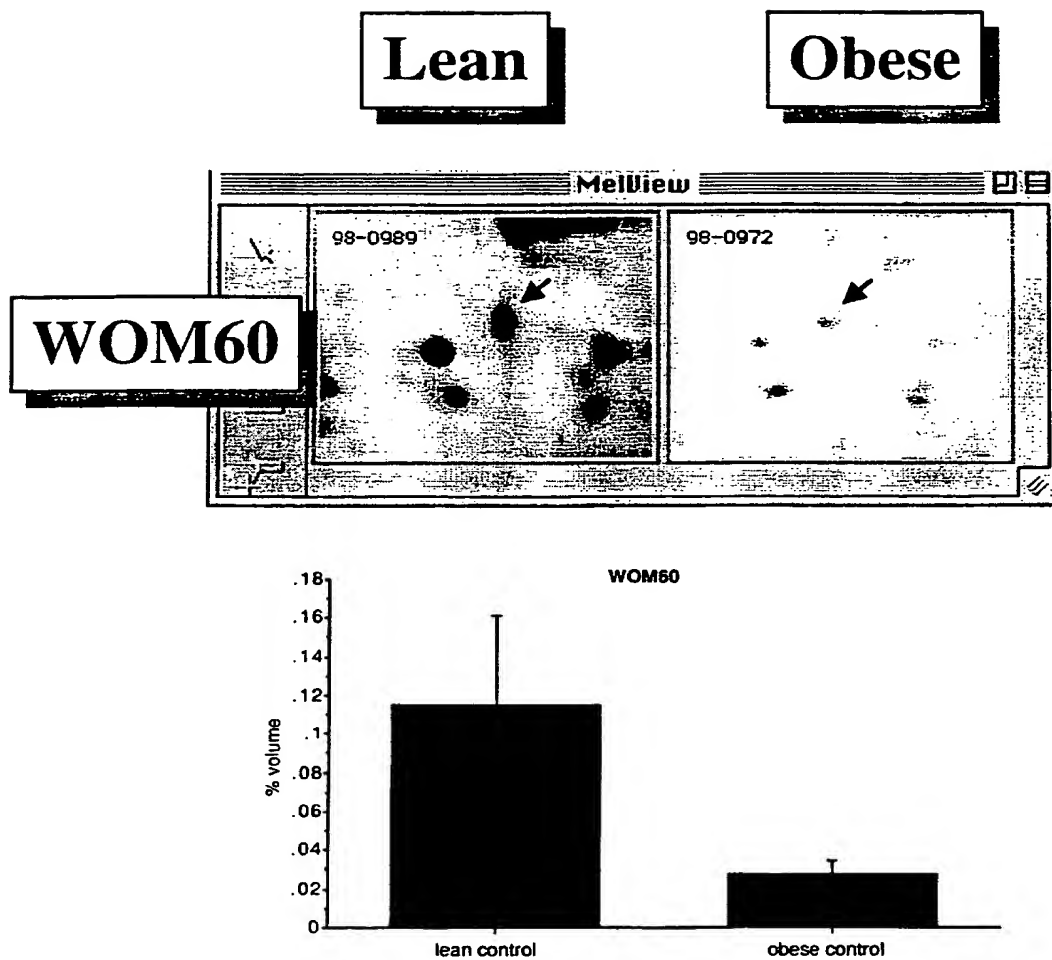 Lean
Obese
MelView
98-0989
98-0972
WOM60
WOM60
.18
.16
.14
.12
.1
.08
.06
.04
.02
0
% volume
lean control
obese control